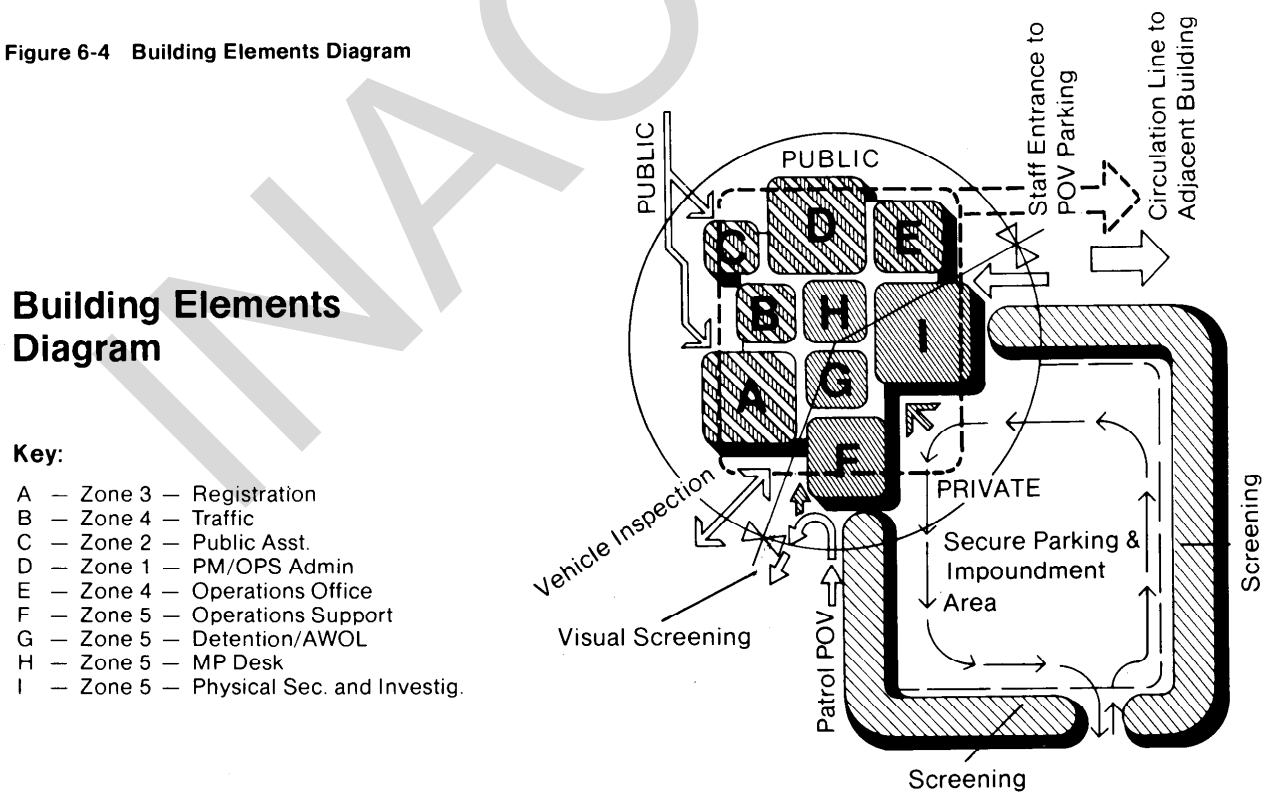 Figure 6-4 Building Elements Diagram
Building Elements
Diagram
Key:
A — Zone 3 — Registration
B — Zone 4 — Traffic
C — Zone 2 — Public Asst.
D — Zone 1 — PM/OPS Admin
E — Zone 4 — Operations Office
F — Zone 5 — Operations Support
G — Zone 5 — Detention/AWOL
H — Zone 5 — MP Desk
I — Zone 5 — Physical Sec. and Investig.
INAC
PUBLIC
PUBLIC
Staff Entrance to
POV Parking
Circulation Line to
Adjacent Building
C
D
E
B
H
I
A
G
F
PRIVATE
Secure Parking &
Impoundment
Area
Vehicle Inspection
Visual Screening
Patrol POV
Screening
Screening